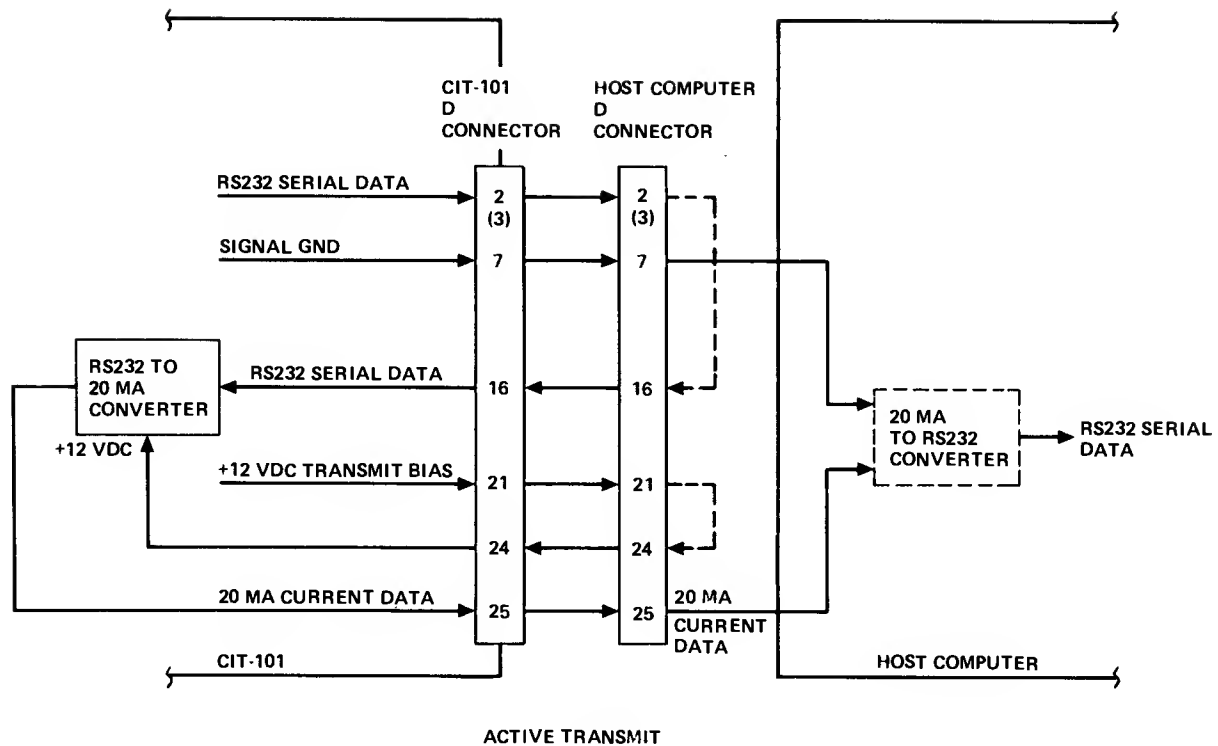 CIT-101
D
CONNECTOR
HOST COMPUTER
D
CONNECTOR
RS232 SERIAL DATA
2
(3)
2
(3)
SIGNAL GND
7
7
RS232 TO
20 MA
CONVERTER
RS232 SERIAL DATA
16
16
20 MA
TO RS232
CONVERTER
RS232 SERIAL
DATA
+12 VDC
+12 VDC TRANSMIT BIAS
21
21
24
24
20 MA CURRENT DATA
25
25
20 MA
CURRENT
DATA
CIT-101
HOST COMPUTER
ACTIVE TRANSMIT